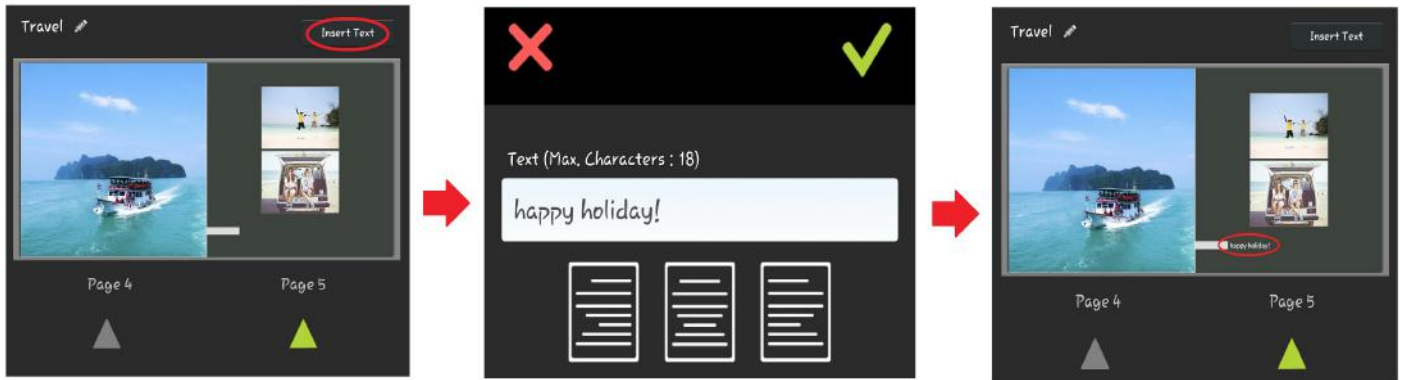 Travel
Insert Text
Page 4
Page 5
Text (Max. Characters : 18)
happy holiday!
Travel
Insert Text
happy holiday!
Page 4
Page 5